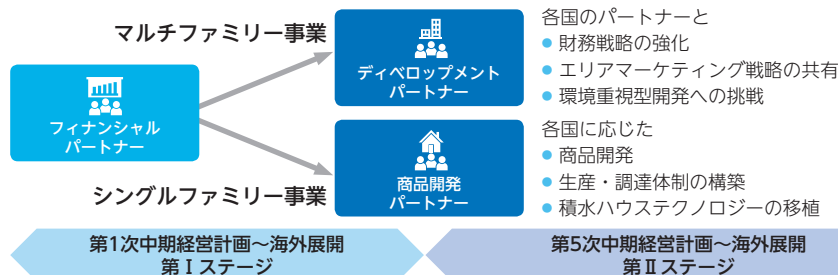 マルチファミリー事業
フィナンシャル
パートナー
シングルファミリー事業
ディベロップメント
パートナー
商品開発
パートナー
各国のパートナーと
● 財務戦略の強化
● エリアマーケティング戦略の共有
● 環境重視型開発への挑戦
各国に応じた
● 商品開発
● 生産・調達体制の構築
● 積水ハウステクノロジーの移植
第1次中期経営計画～海外展開
第Ⅰステージ
第5次中期経営計画～海外展開
第Ⅱステージ